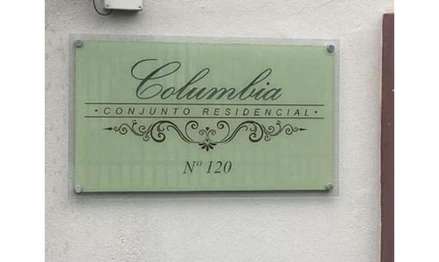 Columbia
• CONJUNTO RESIDENCIAL •
Nº 120